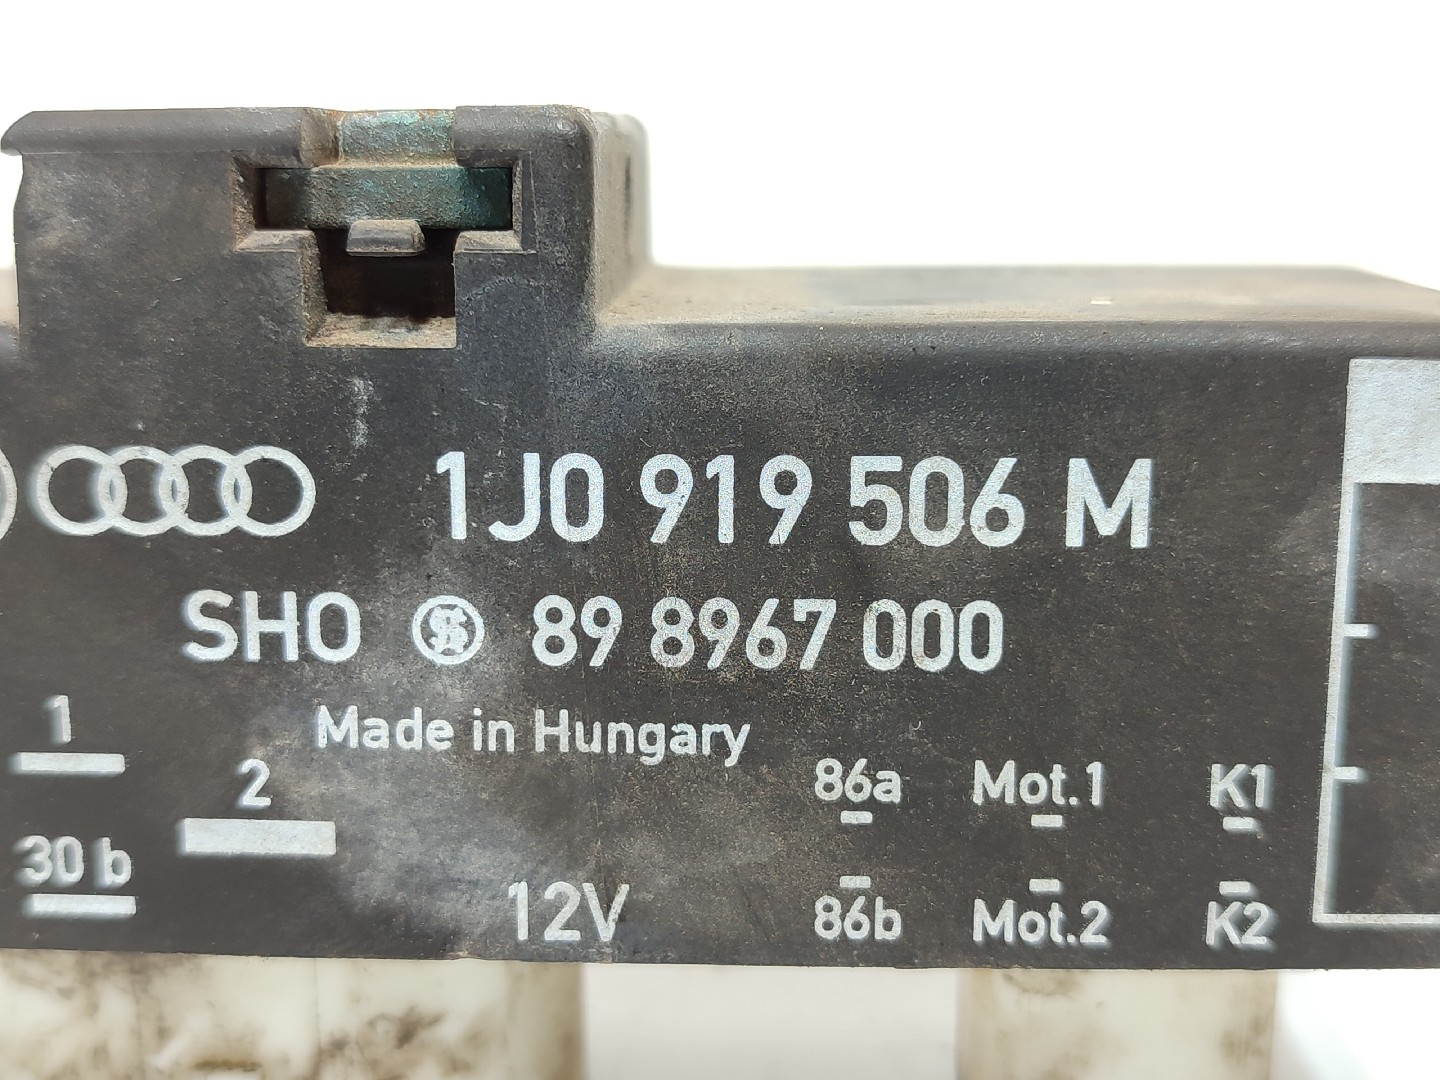 1J0 919 506 M
SHO 89 8967 000
Made in Hungary
1
2
30 b
12V
86a Mot.1 K1
86b Mot.2 K2